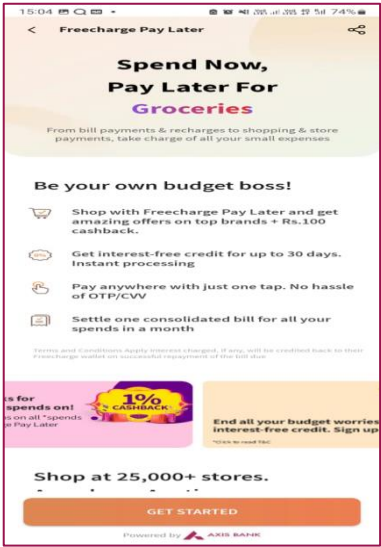 15:04
74%
Freecharge Pay Later
Spend Now,
Pay Later For
Groceries
From bill payments & recharges to shopping & store
payments, take charge of all your small expenses
Be your own budget boss!
Shop with Freecharge Pay Later and get
amazing offers on top brands + Rs.100
cashback.
Get interest-free credit for up to 30 days.
Instant processing
Pay anywhere with just one tap. No hassle
of OTP/CVV
Settle one consolidated bill for all your
spends in a month
Terms and Conditions Apply Interest charged, if any, will be credited back to their
Freecharge wallet on successful repayment of the bill due
s for
spends on!
s on all *spends
e Pay Later
1%
CASHBACK*
End all your budget worries
interest-free credit. Sign up
*Click to read T&C
Shop at 25,000+ stores.
GET STARTED
Powered by AXIS BANK